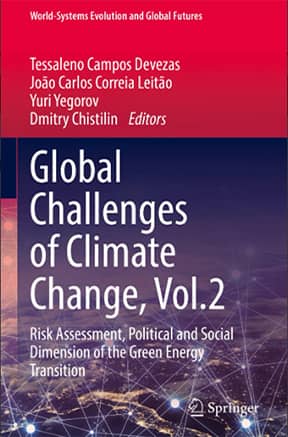 World-Systems Evolution and Global Futures
Tessaleno Campos Devezas
João Carlos Correia Leitão
Yuri Yegorov
Dmitry Chistilin Editors
Global
Challenges
of Climate
Change, Vol.2
Risk Assessment, Political and Social
Dimension of the Green Energy
Transition
Springer